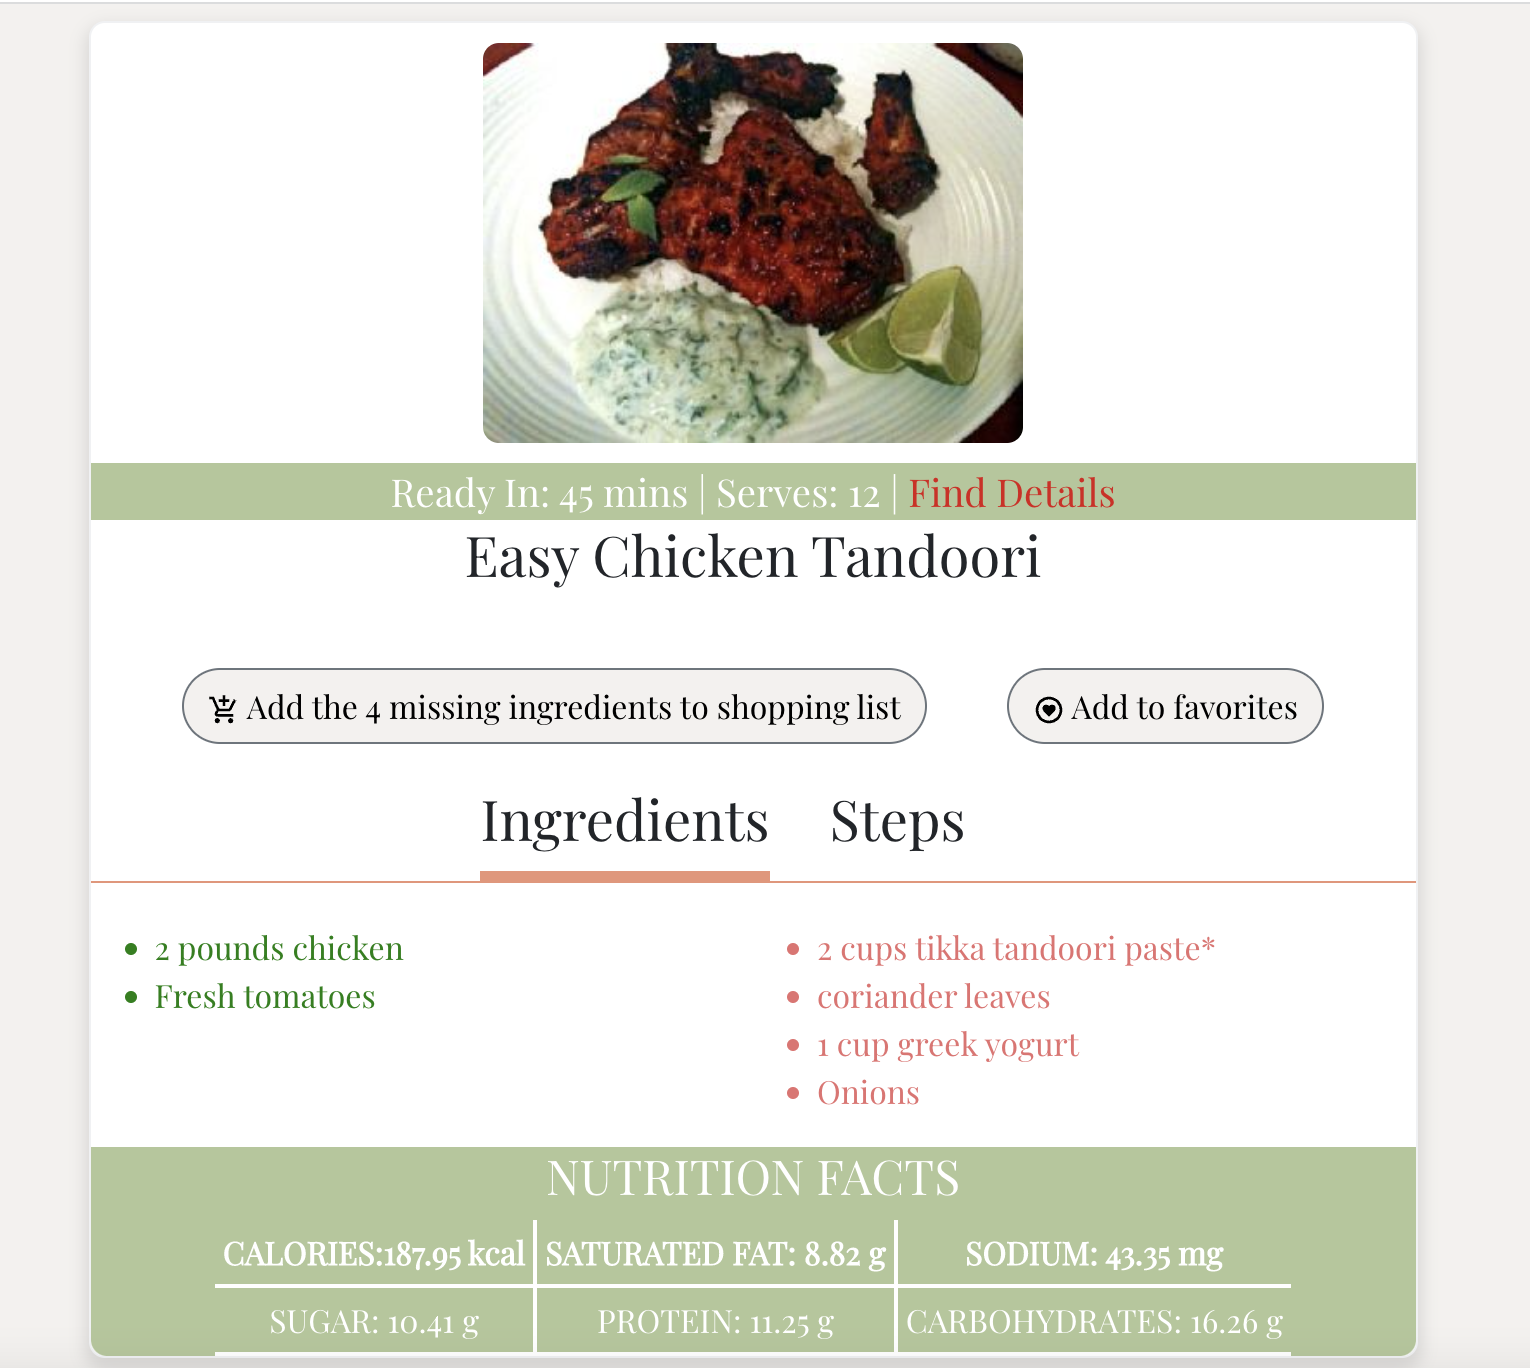 Ready In: 45 mins | Serves: 12 | Find Details
Easy Chicken Tandoori
Add the 4 missing ingredients to shopping list
Add to favorites
Ingredients
Steps
2 pounds chicken
Fresh tomatoes
2 cups tikka tandoori paste*
coriander leaves
1 cup greek yogurt
Onions
NUTRITION FACTS
CALORIES:187.95 kcal
SATURATED FAT: 8.82 g
SODIUM: 43.35 mg
SUGAR: 10.41 g
PROTEIN: 11.25 g
CARBOHYDRATES: 16.26 g